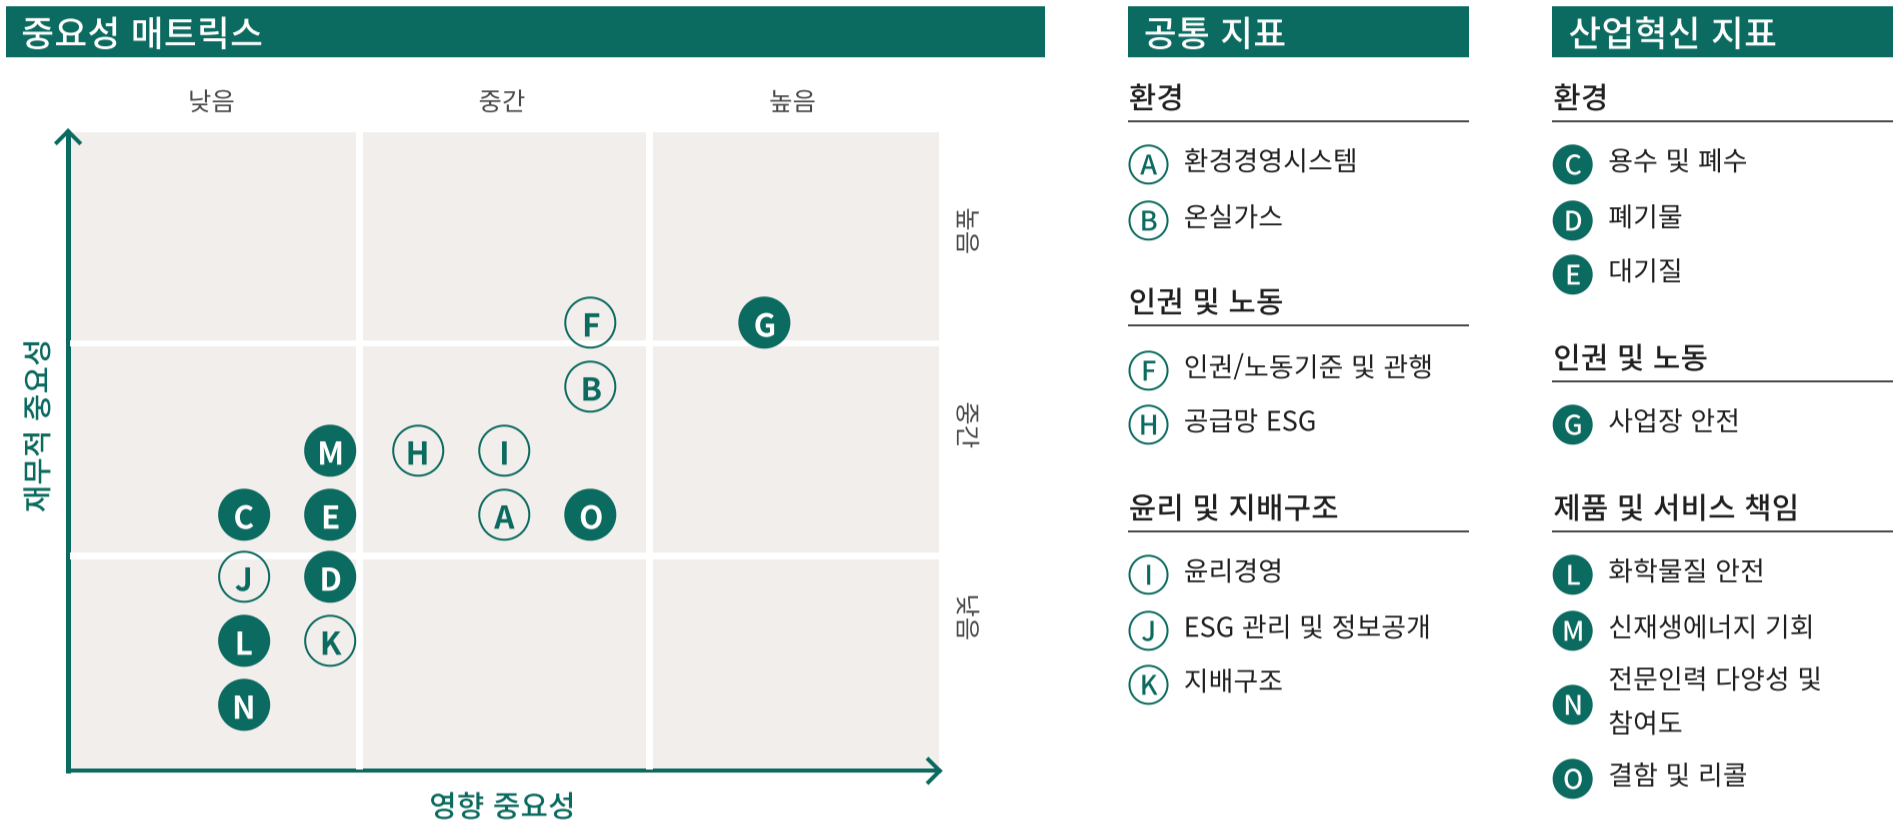 중요성 매트릭스
낮음
중간
높음
높음
중간
낮음
재무적 중요성
영향 중요성
F
G
B
M
H
I
C
E
A
O
J
D
L
K
N
공통 지표
환경
A 환경경영시스템
B 온실가스
인권 및 노동
F 인권/노동기준 및 관행
H 공급망 ESG
윤리 및 지배구조
I 윤리경영
J ESG 관리 및 정보공개
K 지배구조
산업혁신 지표
환경
C 용수 및 폐수
D 폐기물
E 대기질
인권 및 노동
G 사업장 안전
제품 및 서비스 책임
L 화학물질 안전
M 신재생에너지 기회
N 전문인력 다양성 및
참여도
O 결함 및 리콜